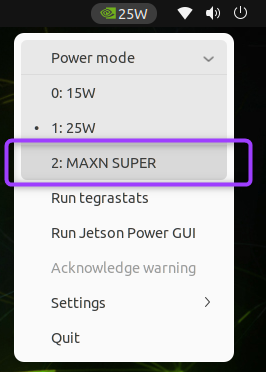 25W
Power mode
0: 15W
• 1: 25W
2: MAXN SUPER
Run tegrastats
Run Jetson Power GUI
Acknowledge warning
Settings
Quit